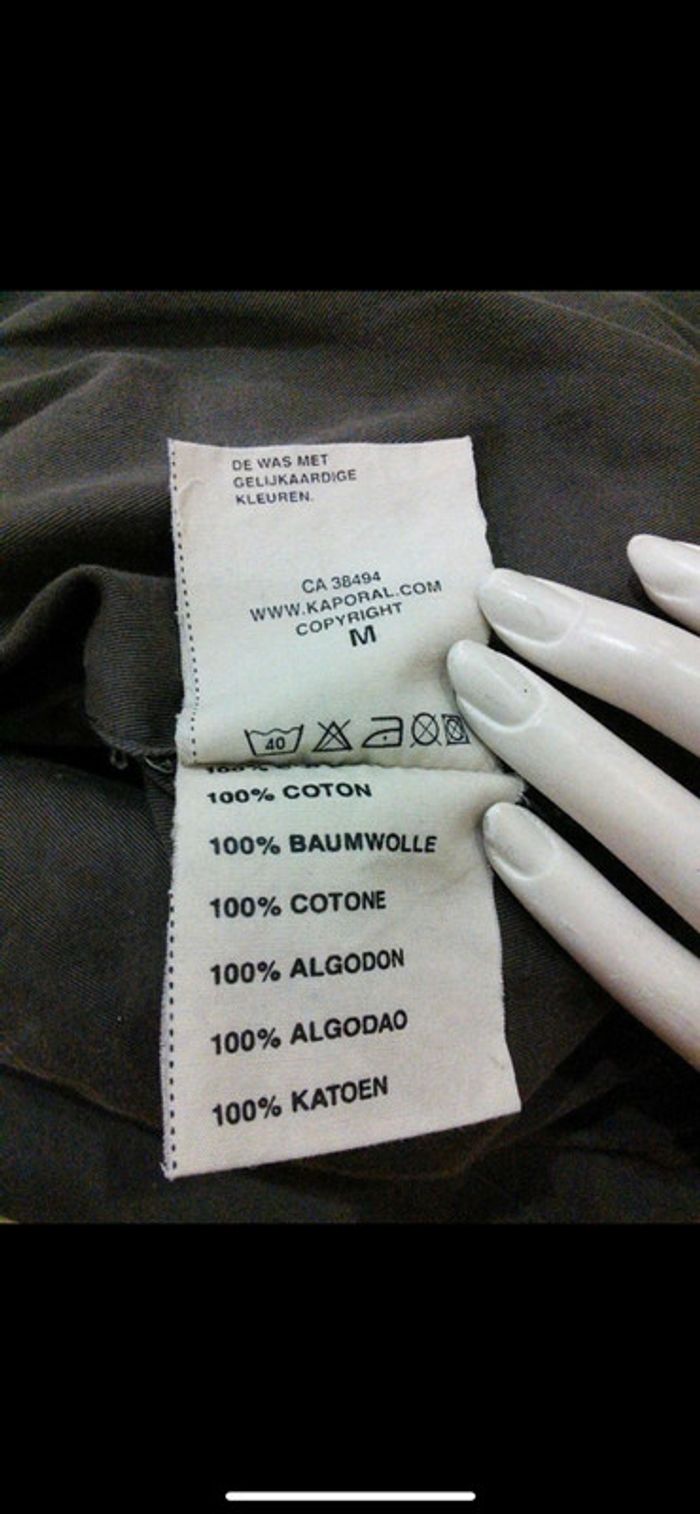 DE WAS MET
GELIJKAARDIGE
KLEUREN.
CA 38494
WWW.KAPORAL.COM
COPYRIGHT
M
40
100% COTON
100% BAUMWOLLE
100% COTONE
100% ALGODON
100% ALGODAO
100% KATOEN